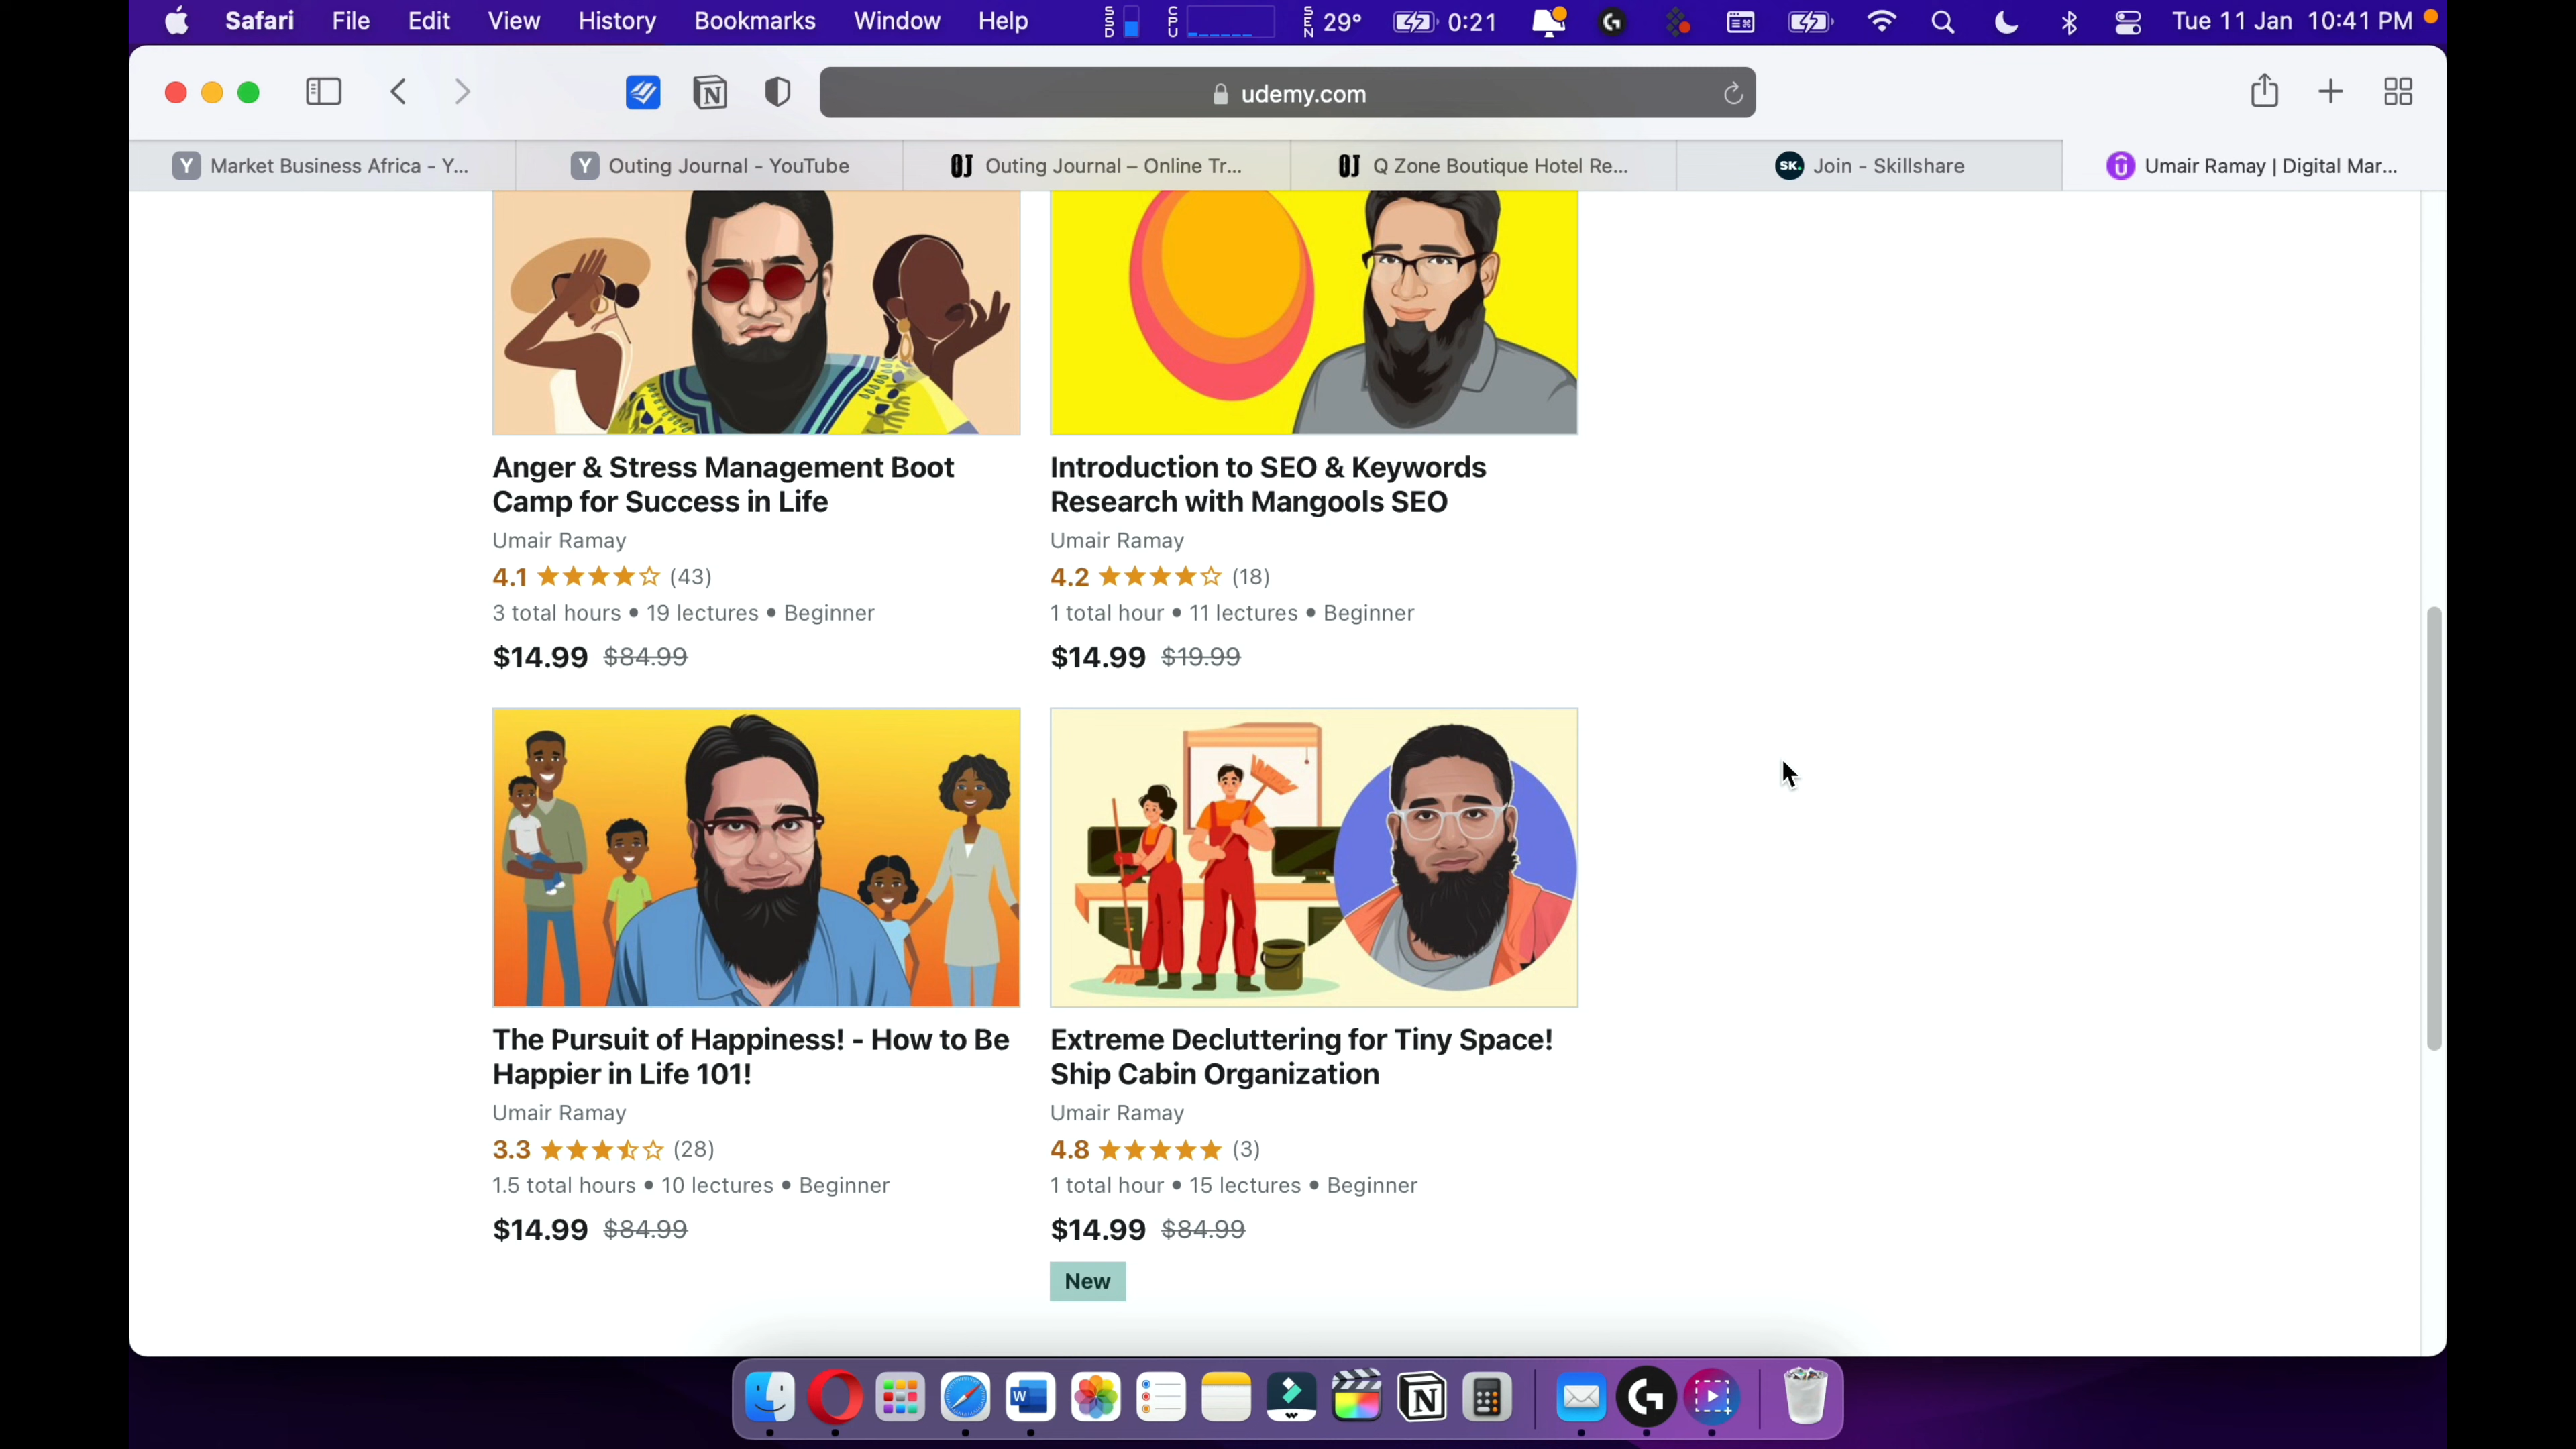 Safari File Edit View History Bookmarks Window Help SSD CPU SEN 29° 0:21 Tue 11 Jan 10:41 PM
udemy.com
Y Market Business Africa - Y... Y Outing Journal - YouTube OJ Outing Journal – Online Tr... OJ Q Zone Boutique Hotel Re... SK. Join - Skillshare Umair Ramay | Digital Mar...
Anger & Stress Management Boot
Camp for Success in Life
Umair Ramay
4.1 (43)
3 total hours • 19 lectures • Beginner
$14.99 $84.99
Introduction to SEO & Keywords
Research with Mangools SEO
Umair Ramay
4.2 (18)
1 total hour • 11 lectures • Beginner
$14.99 $19.99
The Pursuit of Happiness! - How to Be
Happier in Life 101!
Umair Ramay
3.3 (28)
1.5 total hours • 10 lectures • Beginner
$14.99 $84.99
Extreme Decluttering for Tiny Space!
Ship Cabin Organization
Umair Ramay
4.8 (3)
1 total hour • 15 lectures • Beginner
$14.99 $84.99
New